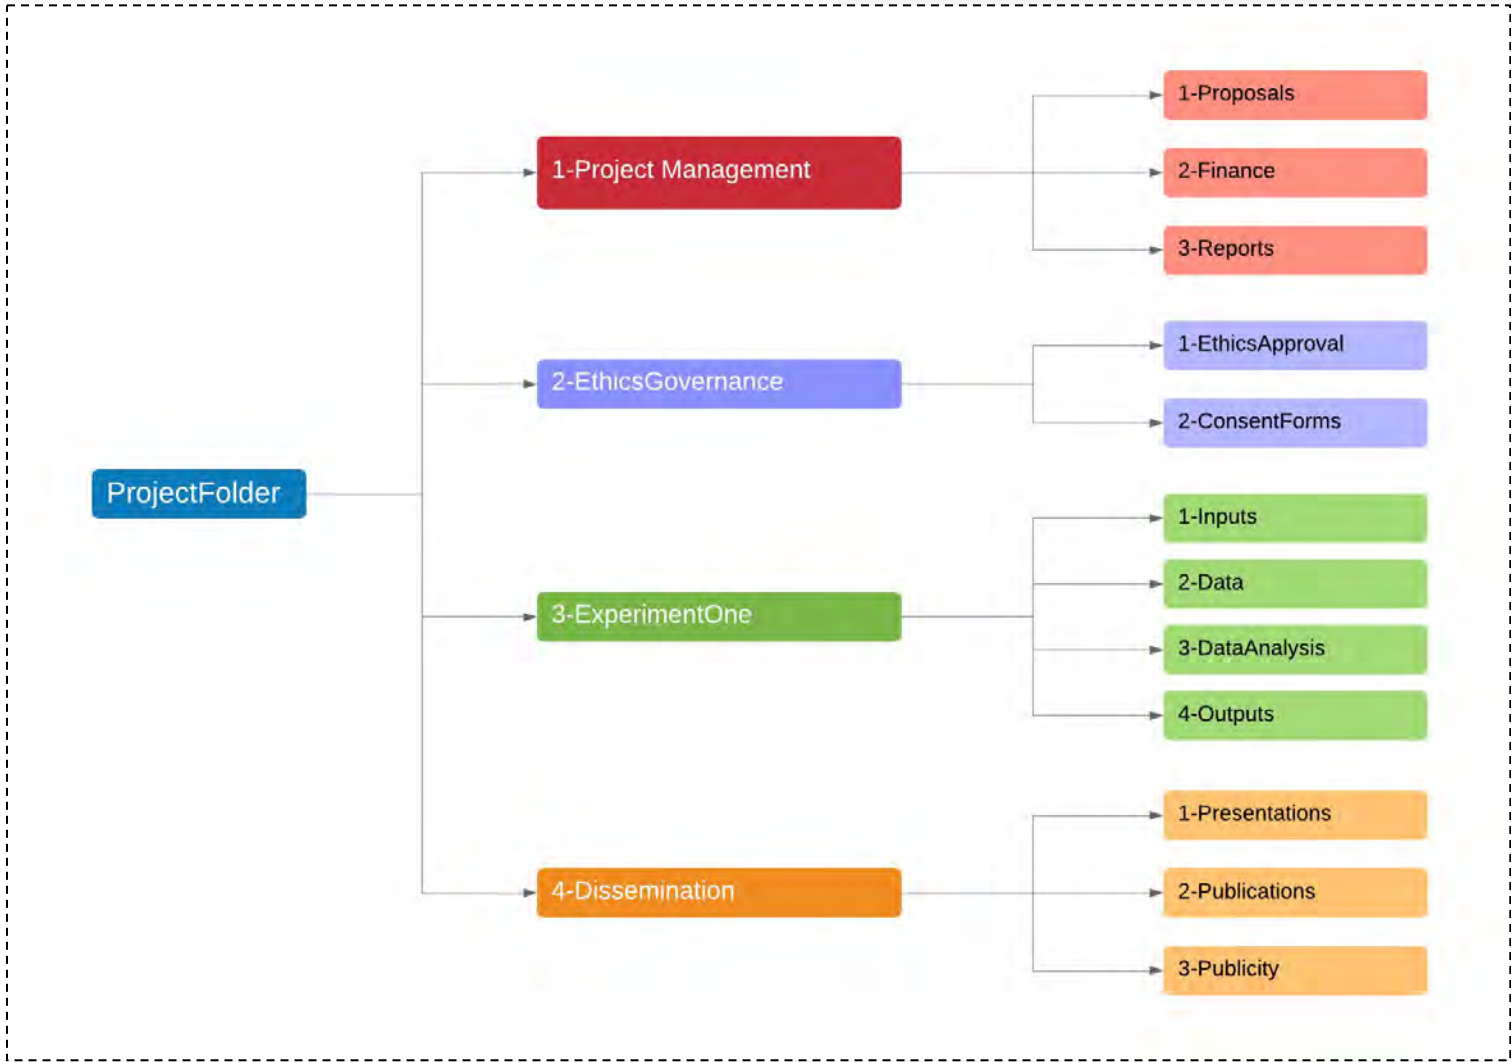 ProjectFolder
1-Project Management
1-Proposals
2-Finance
3-Reports
2-EthicsGovernance
1-EthicsApproval
2-ConsentForms
3-ExperimentOne
1-Inputs
2-Data
3-DataAnalysis
4-Outputs
4-Dissemination
1-Presentations
2-Publications
3-Publicity